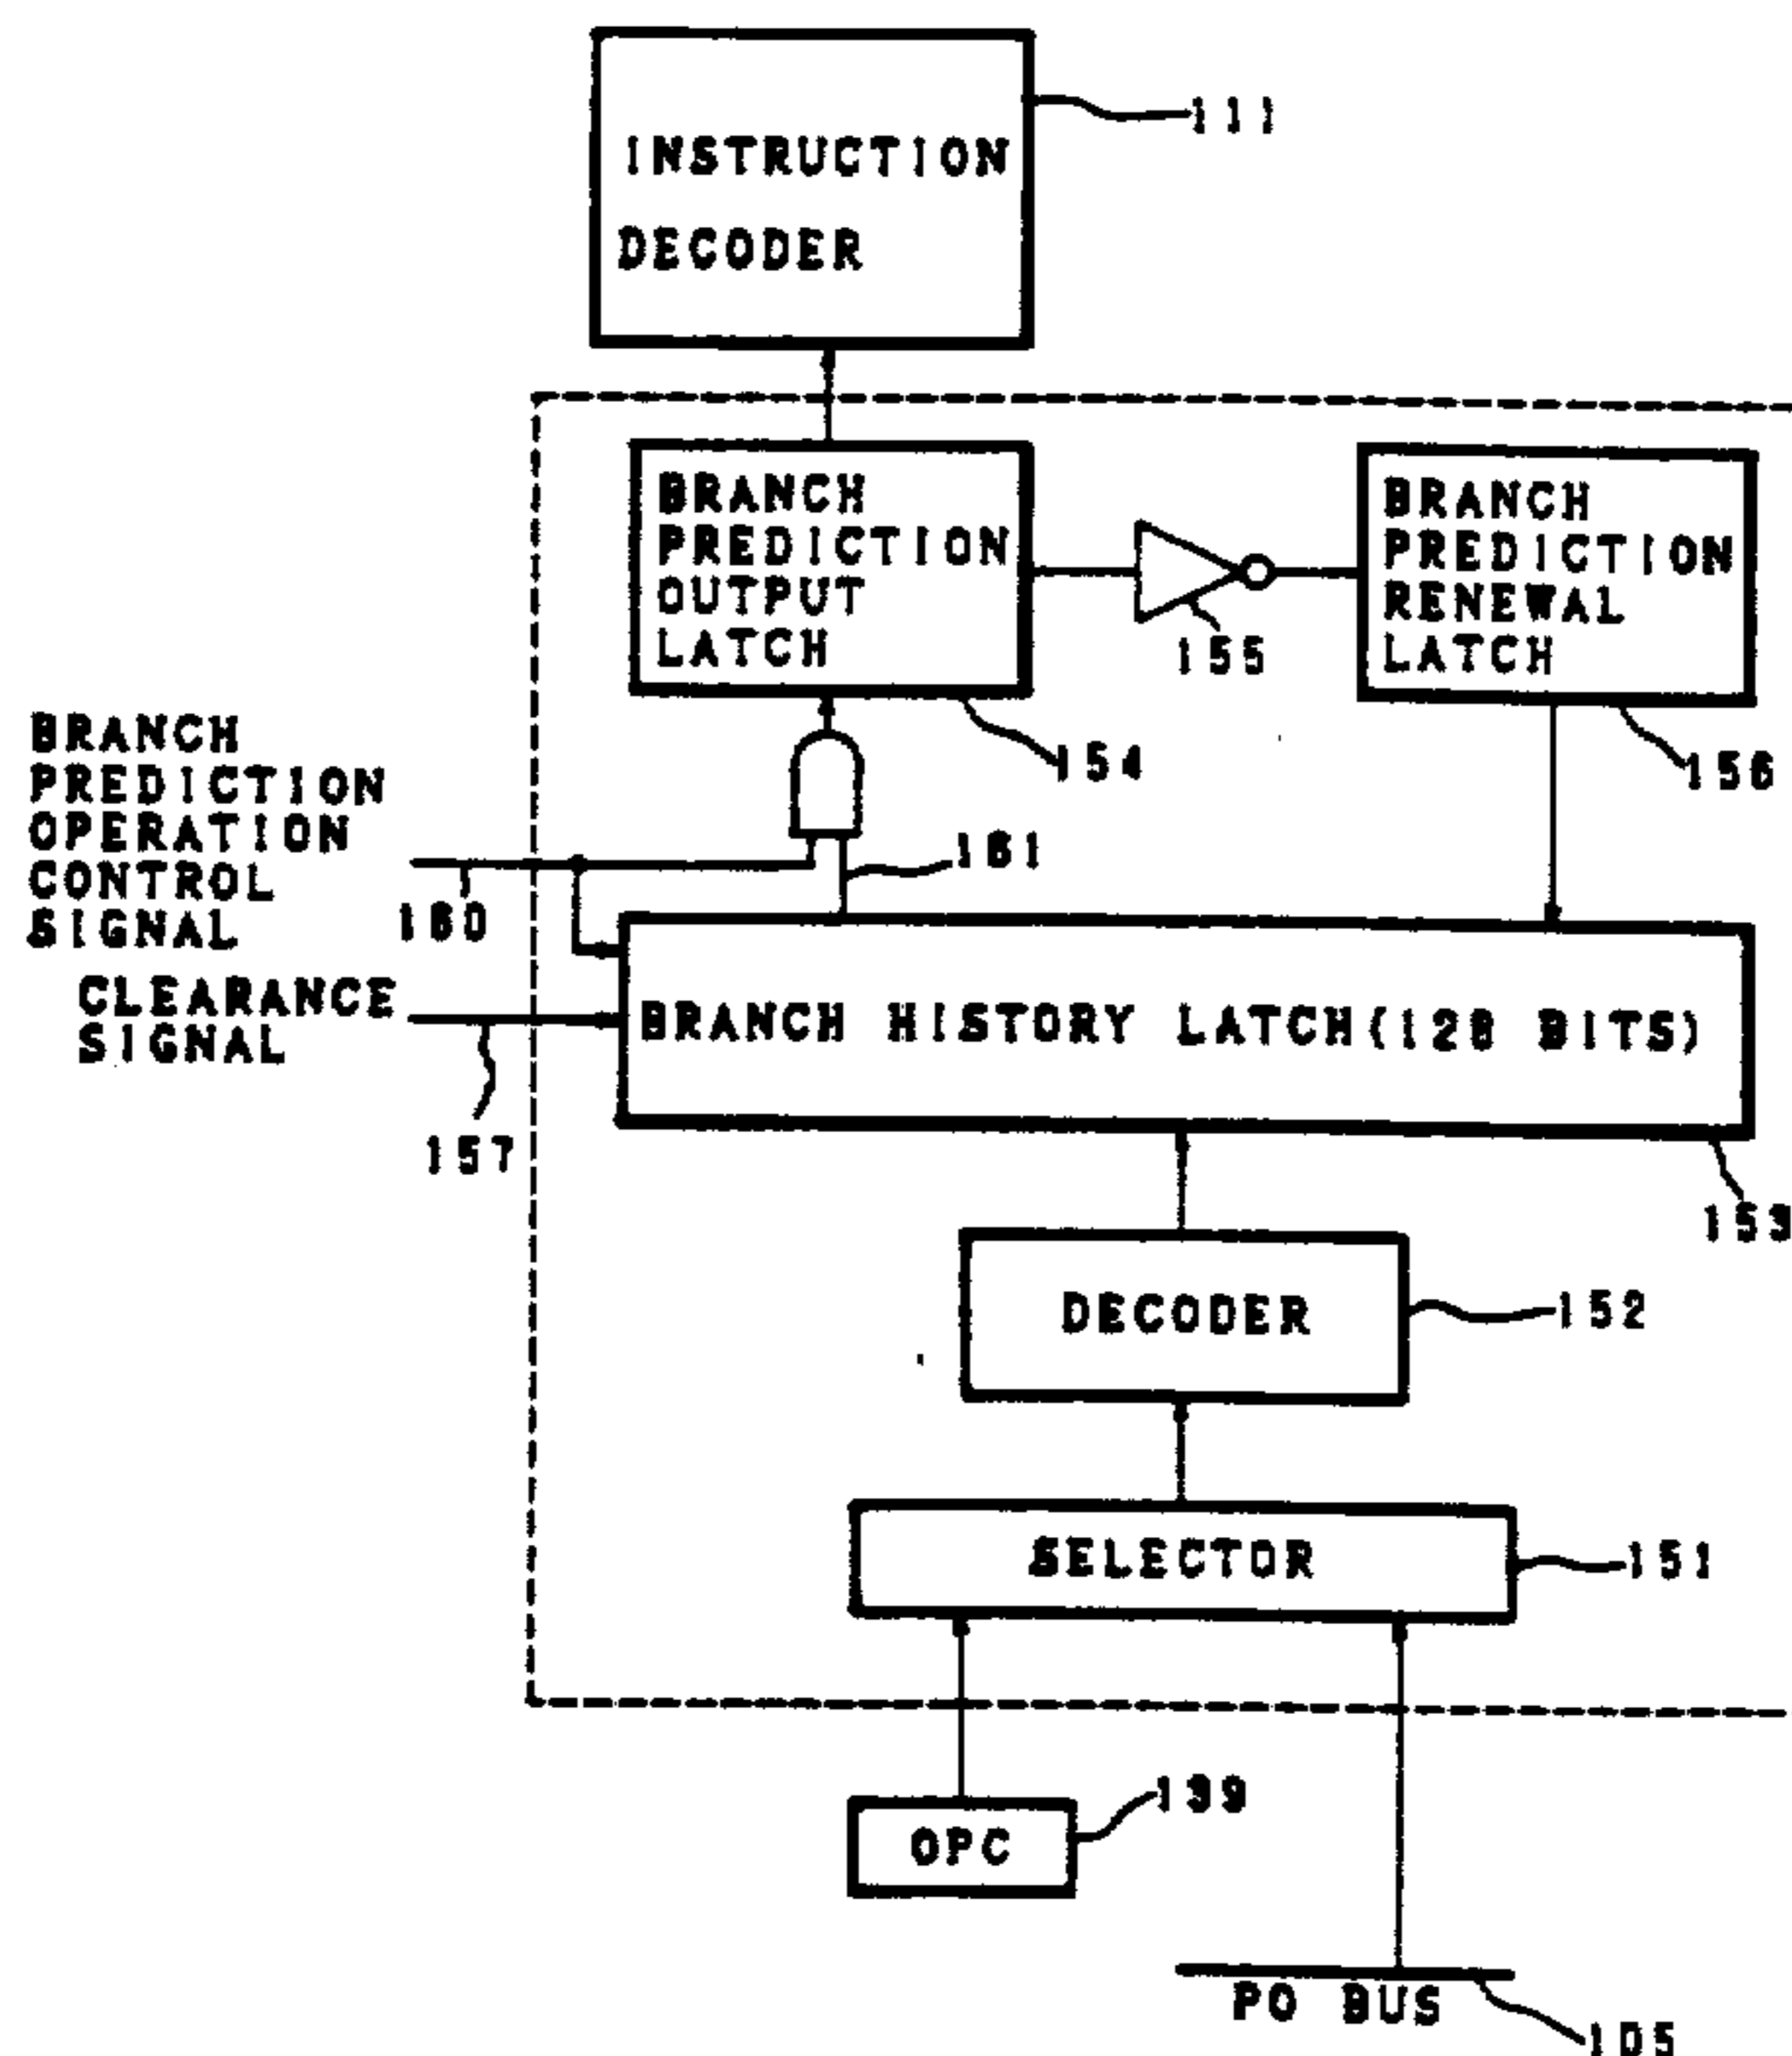 INSTRUCTION
DECODER
111
BRANCH
PREDICTION
OUTPUT
LATCH
155
BRANCH
PREDICTION
RENEWAL
LATCH
154
156
BRANCH
PREDICTION
OPERATION
CONTROL
SIGNAL
160
161
CLEARANCE
SIGNAL
157
BRANCH HISTORY LATCH(128 BITS)
153
DECODER
152
SELECTOR
151
OPC
139
PO BUS
105